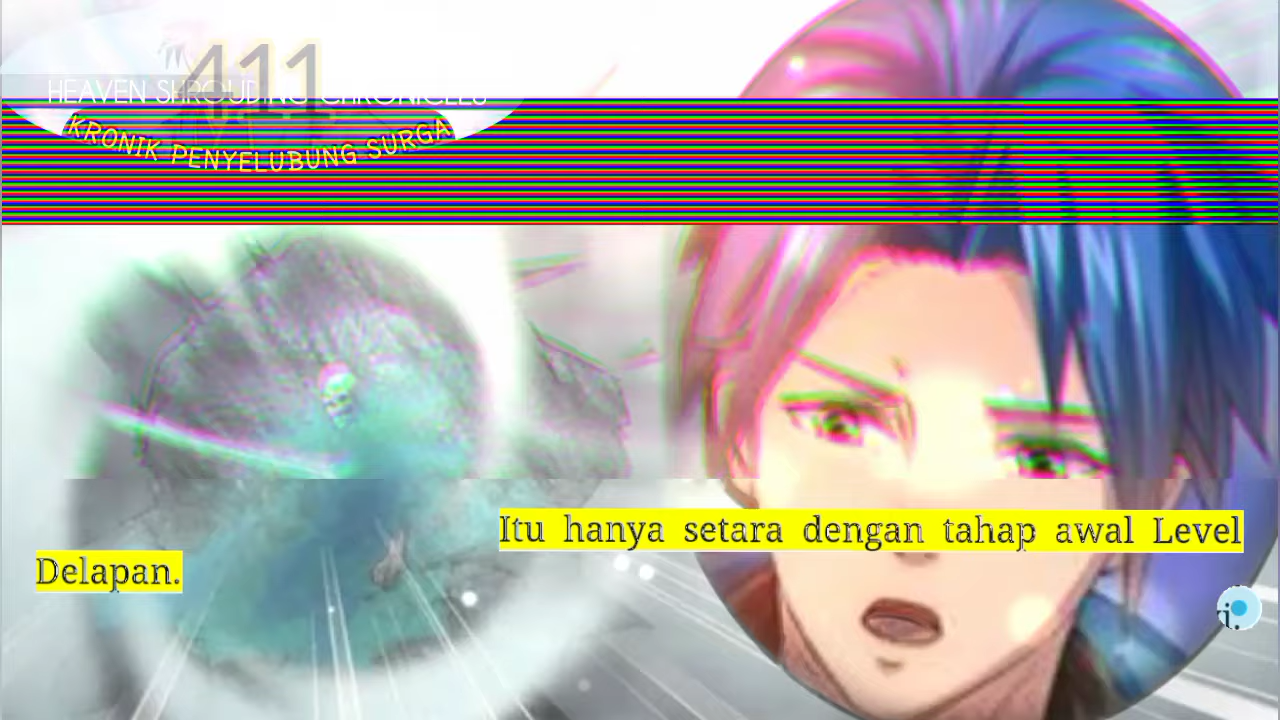 411
HEAVEN SHROUDING CHRONICLES
KRONIK PENYELUBUNG SURGA
Itu hanya setara dengan tahap awal Level
Delapan.